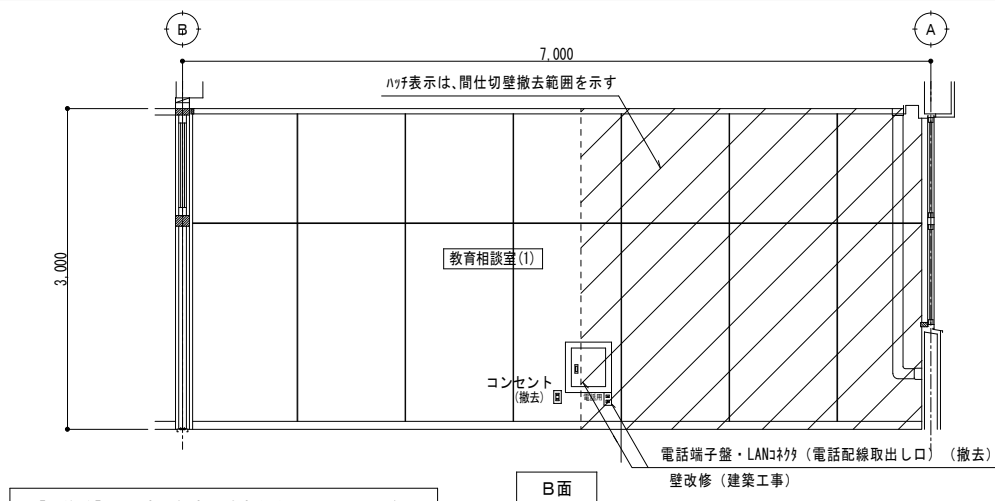 B
A
7,000
ハッチ表示は、間仕切壁撤去範囲を示す
3,000
教育相談室(1)
コンセント
(撤去)
電話用
電話端子盤・LANコネクタ(電話配線取出し口) (撤去)
壁改修(建築工事)
B面